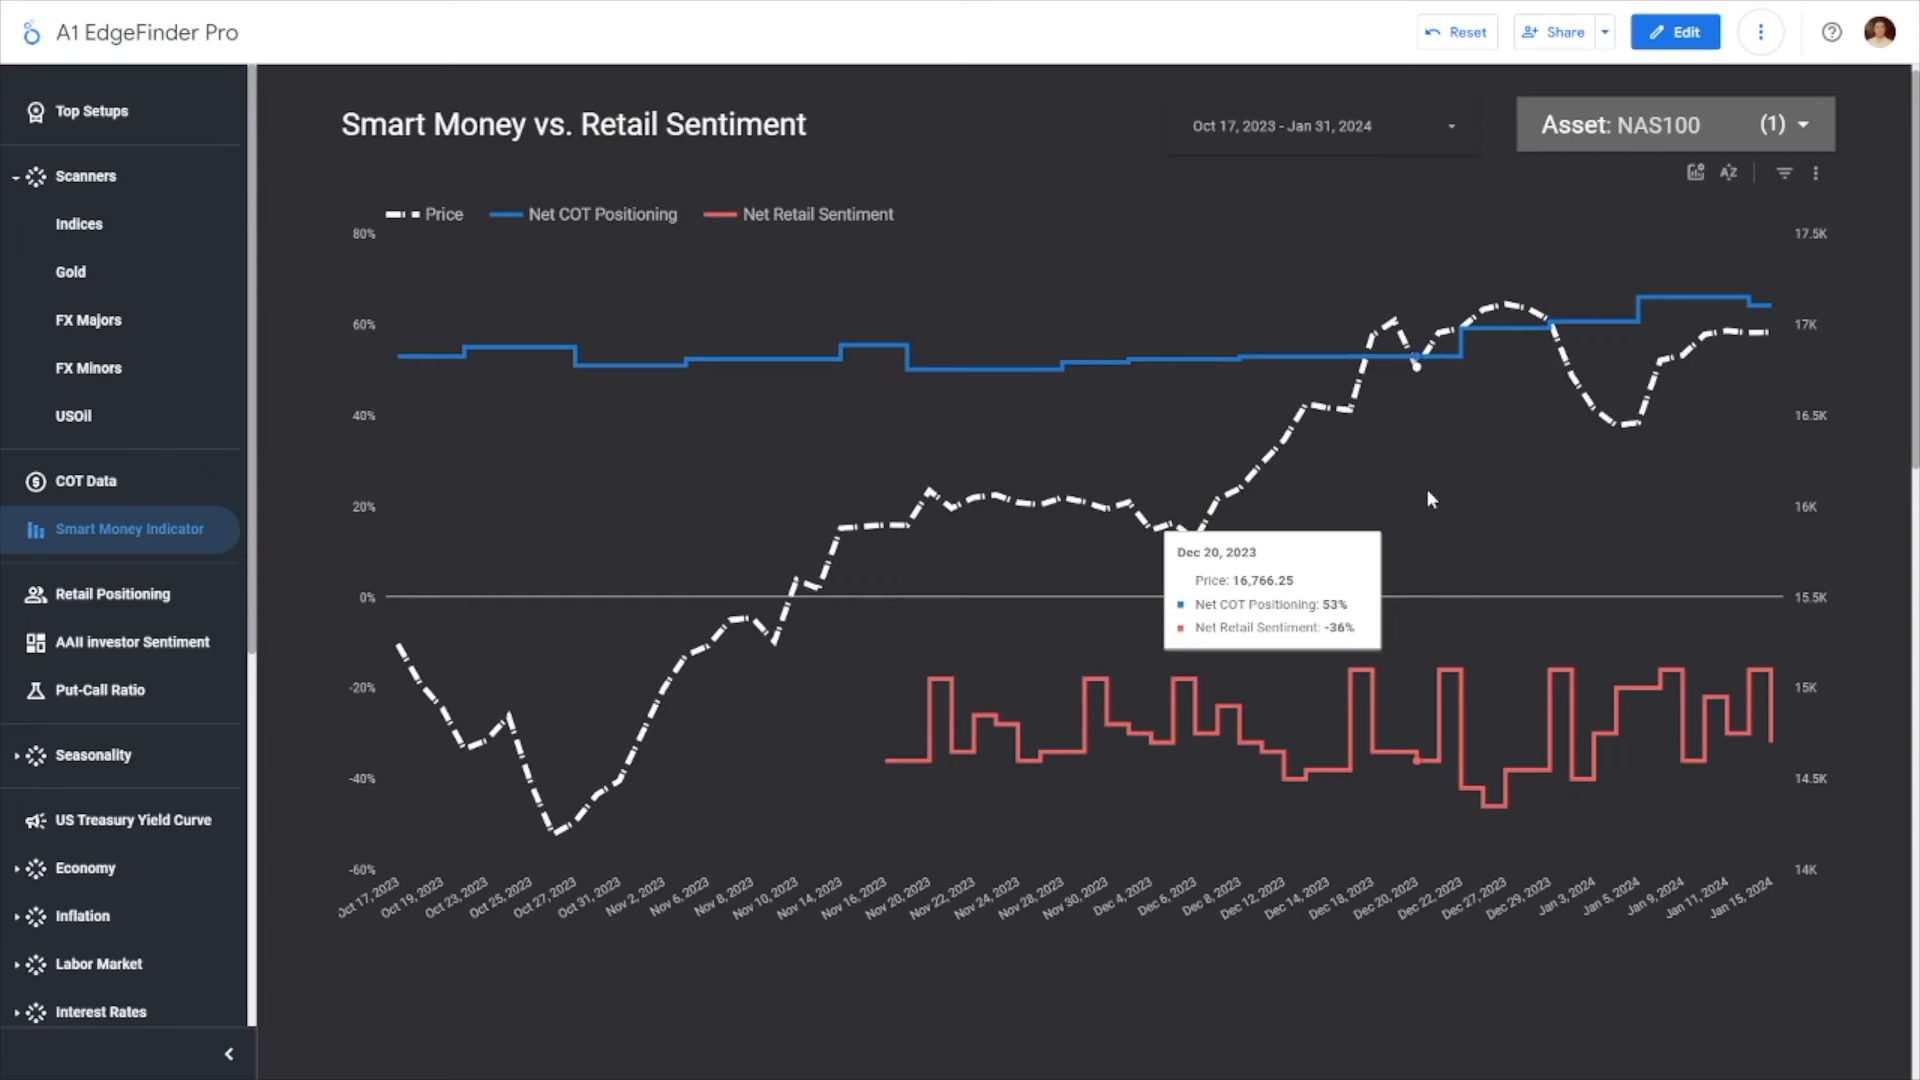 A1 EdgeFinder Pro
Reset
Share
Edit
Top Setups
Scanners
Indices
Gold
FX Majors
FX Minors
USOil
COT Data
Smart Money Indicator
Retail Positioning
AAII investor Sentiment
Put-Call Ratio
Seasonality
US Treasury Yield Curve
Economy
Inflation
Labor Market
Interest Rates
Smart Money vs. Retail Sentiment
Oct 17, 2023 - Jan 31, 2024
Asset: NAS100 (1)
Price Net COT Positioning Net Retail Sentiment
80% 17.5K
60% 17K
40% 16.5K
20% 16K
0% 15.5K
-20% 15K
-40% 14.5K
-60% 14K
Dec 20, 2023
Price: 16,766.25
Net COT Positioning: 53%
Net Retail Sentiment: -36%
Oct 17, 2023
Oct 19, 2023
Oct 23, 2023
Oct 25, 2023
Oct 27, 2023
Oct 31, 2023
Nov 2, 2023
Nov 6, 2023
Nov 8, 2023
Nov 10, 2023
Nov 14, 2023
Nov 16, 2023
Nov 20, 2023
Nov 22, 2023
Nov 24, 2023
Nov 28, 2023
Nov 30, 2023
Dec 4, 2023
Dec 6, 2023
Dec 8, 2023
Dec 12, 2023
Dec 14, 2023
Dec 18, 2023
Dec 20, 2023
Dec 22, 2023
Dec 27, 2023
Dec 29, 2023
Jan 3, 2024
Jan 5, 2024
Jan 9, 2024
Jan 11, 2024
Jan 15, 2024